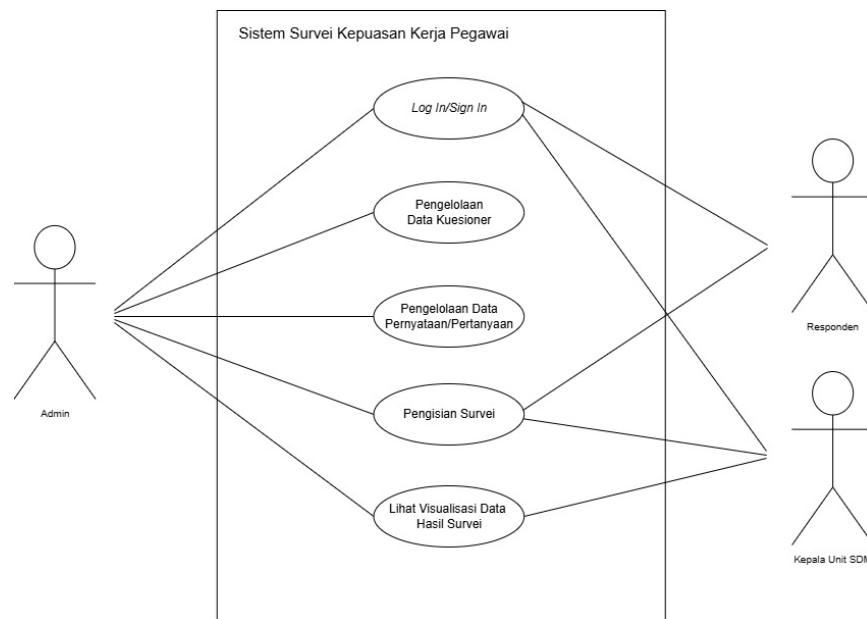 Sistem Survei Kepuasan Kerja Pegawai
Log In/Sign In
Pengelolaan
Data Kuesioner
Pengelolaan Data
Pernyataan/Pertanyaan
Pengisian Survei
Lihat Visualisasi Data
Hasil Survei
Admin
Responden
Kepala Unit SDM